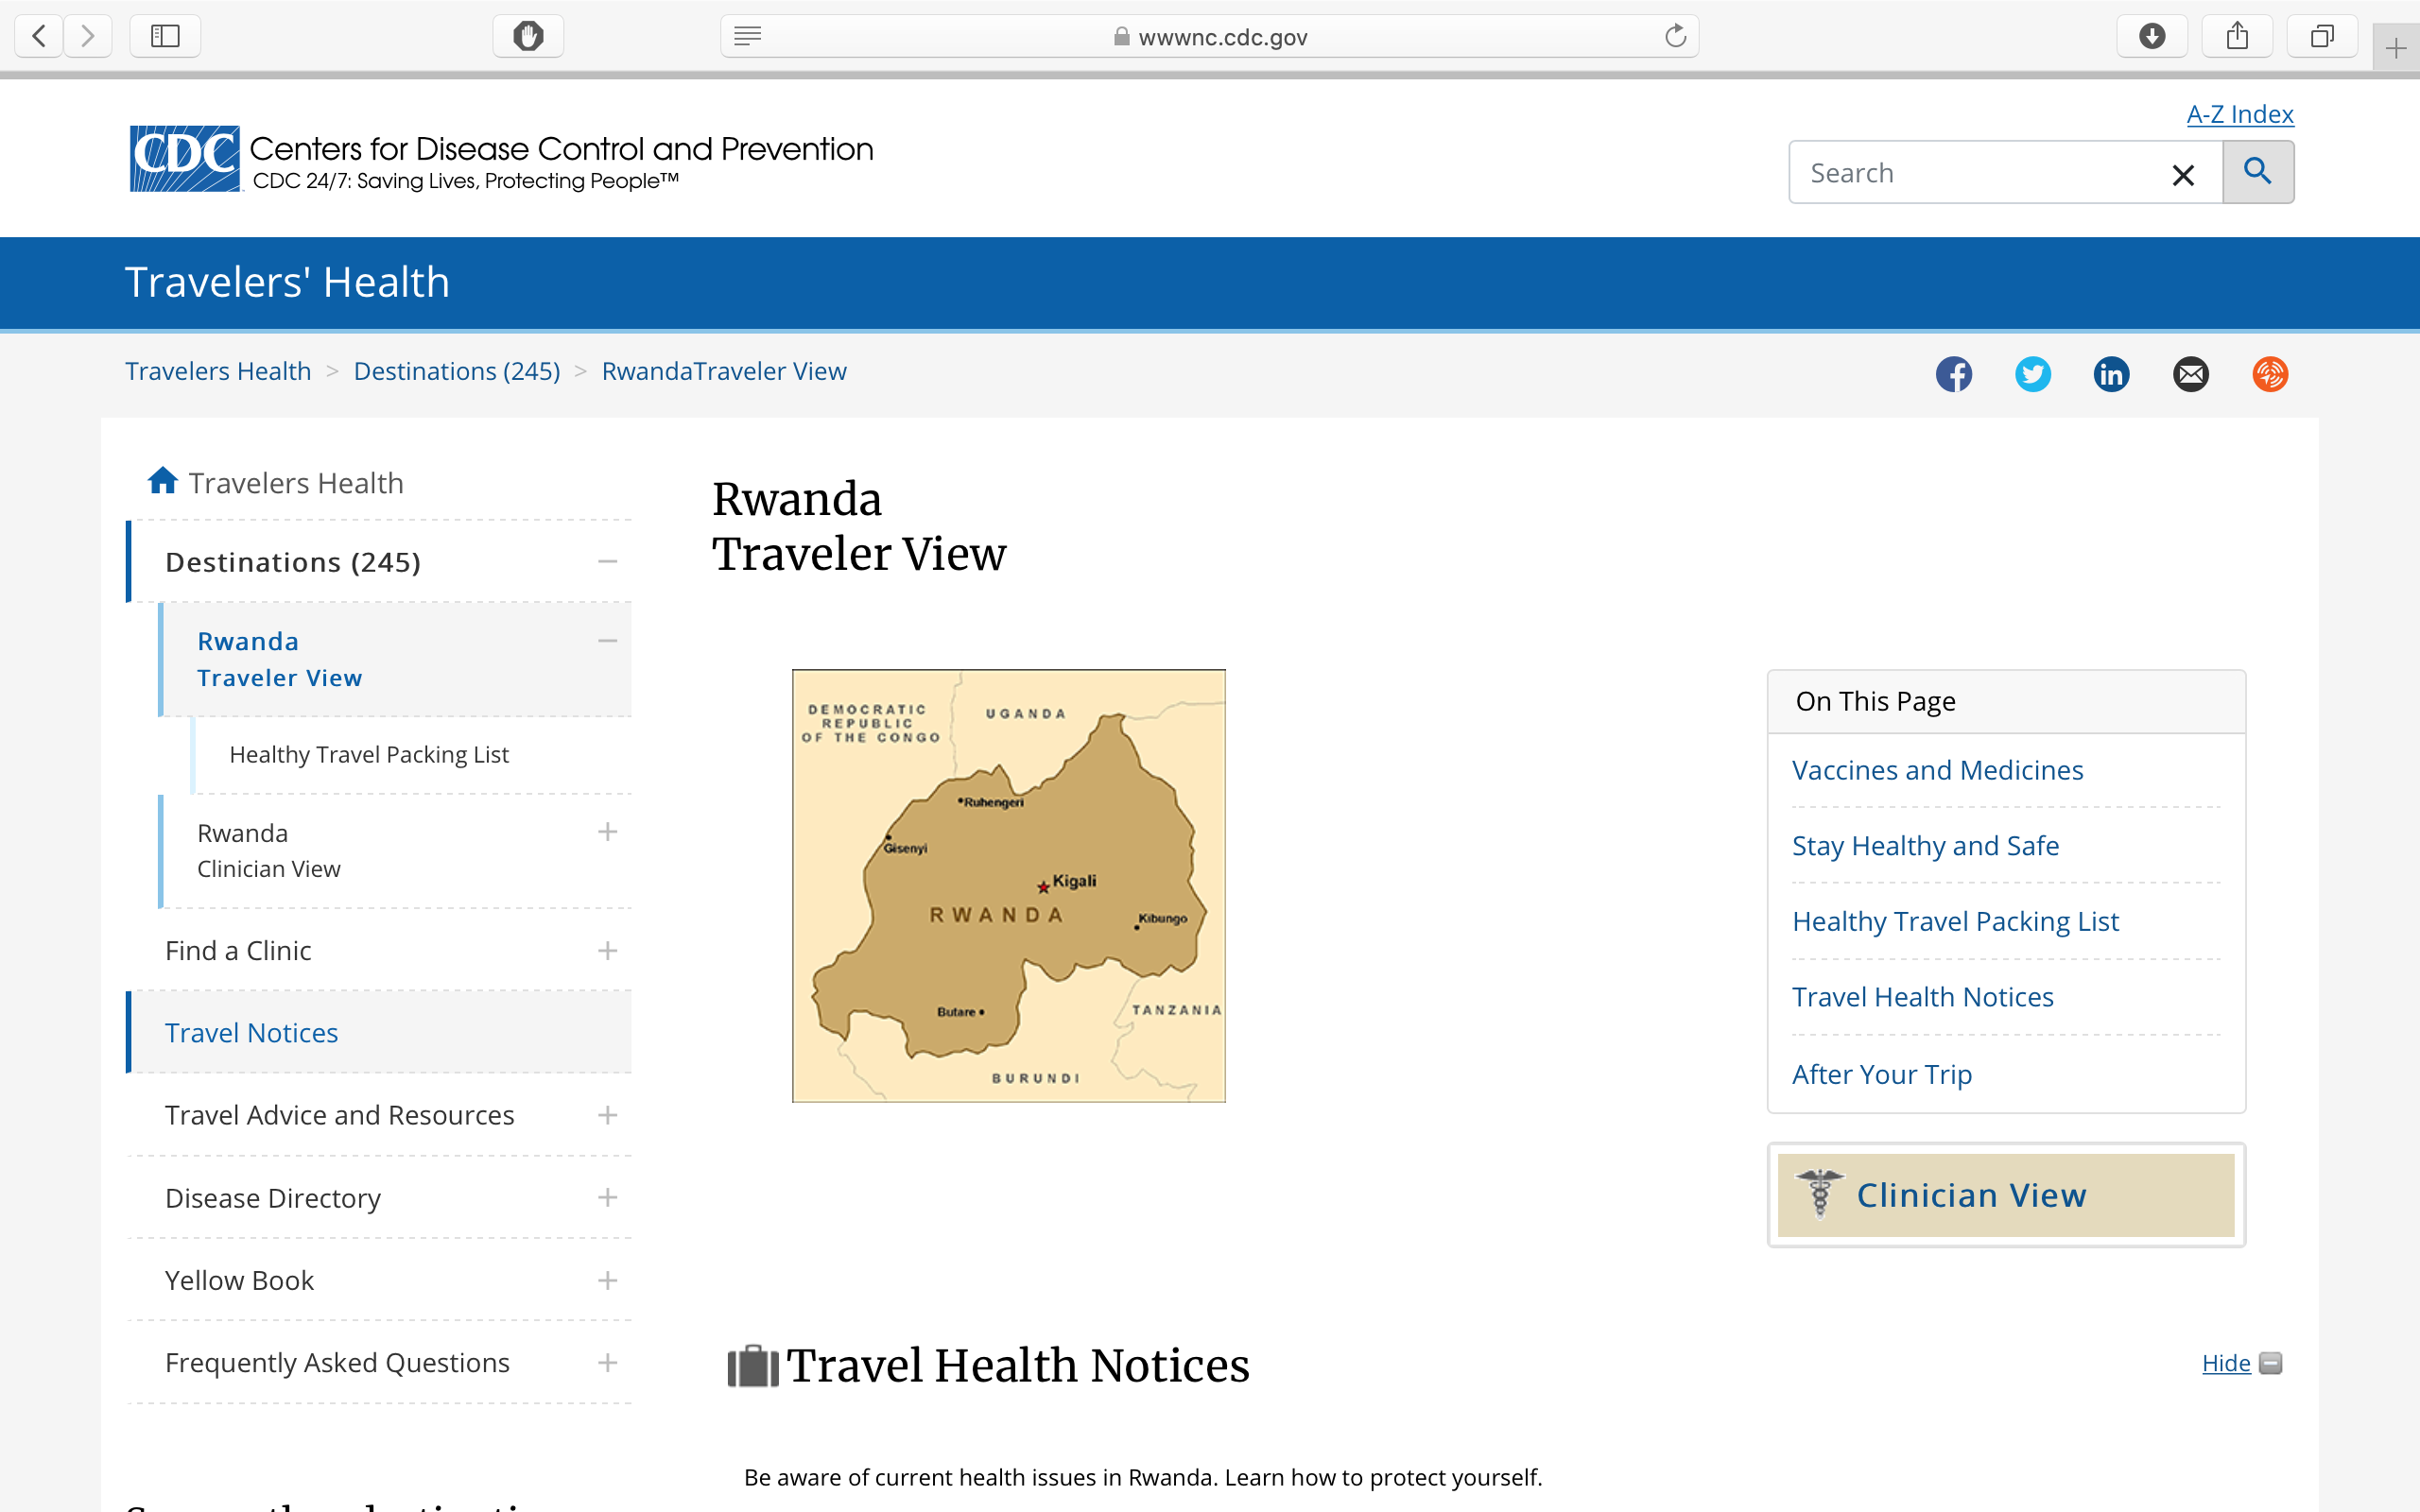 wwwnc.cdc.gov
A-Z Index
CDC Centers for Disease Control and Prevention
CDC 24/7: Saving Lives, Protecting People™
Search
Travelers' Health
Travelers Health > Destinations (245) > RwandaTraveler View
Travelers Health
Destinations (245)
Rwanda
Traveler View
Healthy Travel Packing List
Rwanda
Clinician View
Find a Clinic
Travel Notices
Travel Advice and Resources
Disease Directory
Yellow Book
Frequently Asked Questions
Rwanda
Traveler View
DEMOCRATIC
REPUBLIC
OF THE CONGO
UGANDA
Ruhengeri
Gisenyi
Kigali
RWANDA
Kibungo
Butare
TANZANIA
BURUNDI
On This Page
Vaccines and Medicines
Stay Healthy and Safe
Healthy Travel Packing List
Travel Health Notices
After Your Trip
Clinician View
Travel Health Notices
Hide
Be aware of current health issues in Rwanda. Learn how to protect yourself.